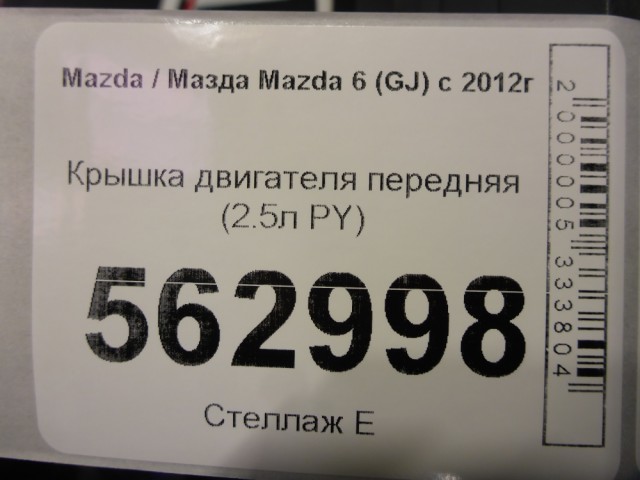 Mazda / Мазда Mazda 6 (GJ) с 2012г
Крышка двигателя передняя
(2.5л PY)
562998
Стеллаж Е
2000005333804